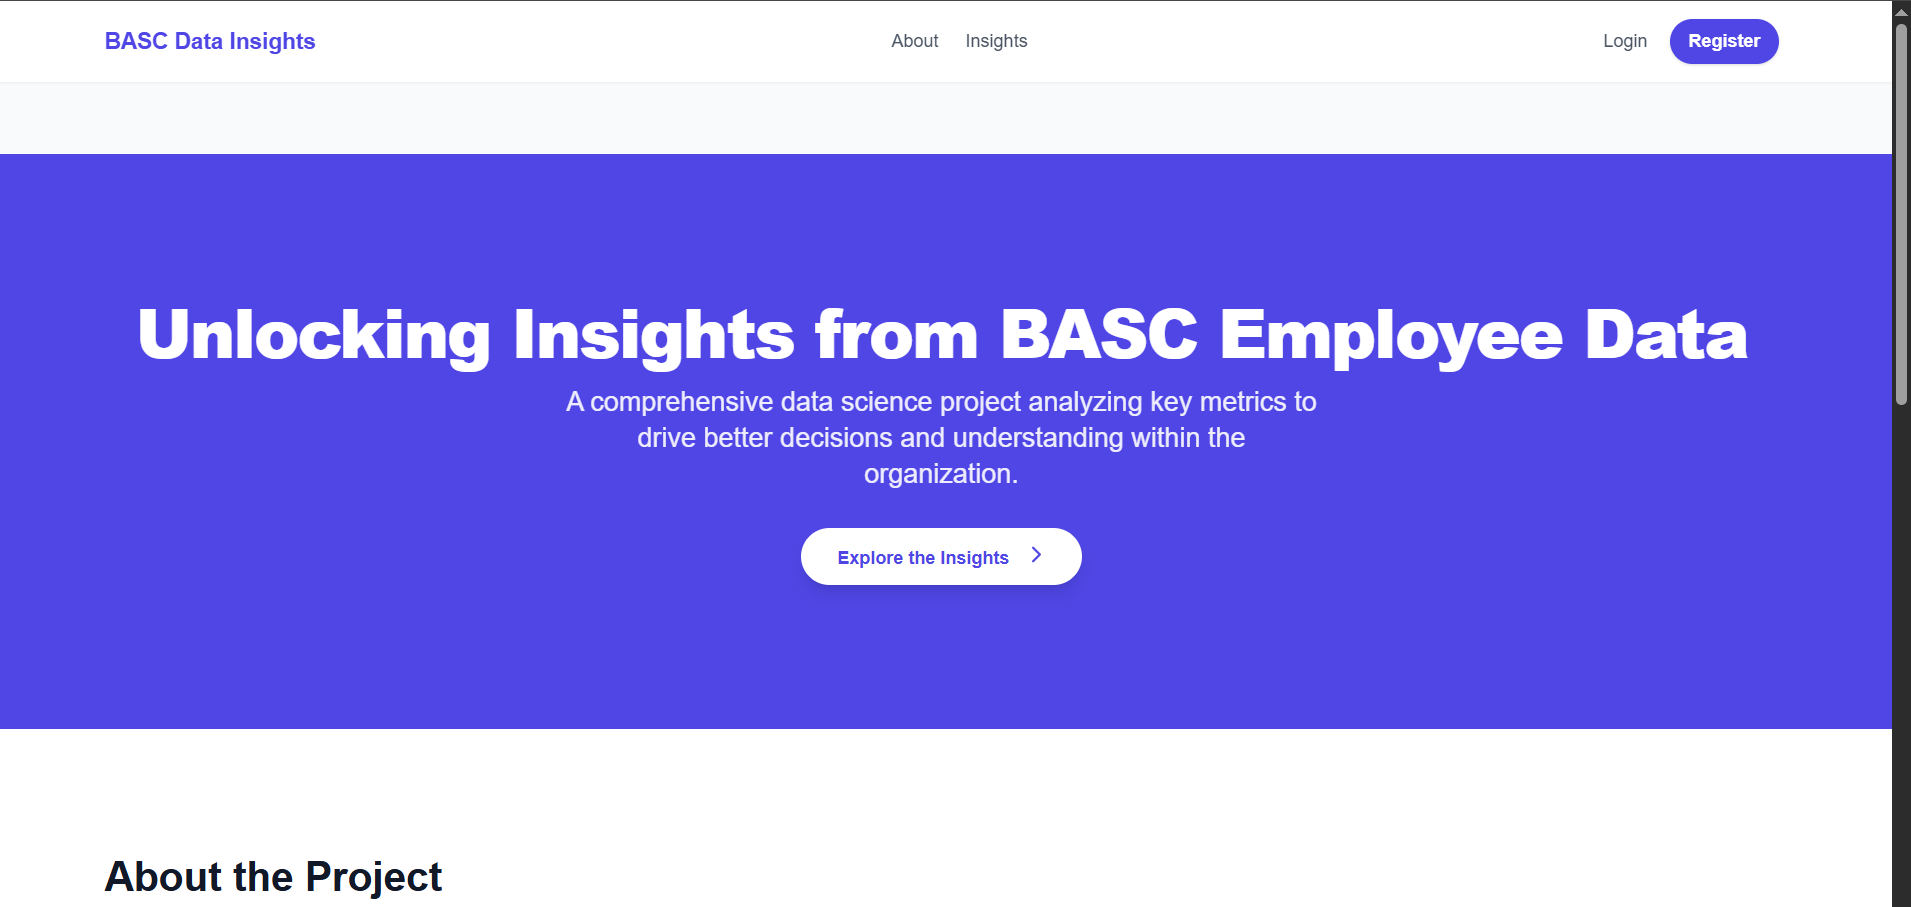 BASC Data Insights
About
Insights
Login
Register
Unlocking Insights from BASC Employee Data
A comprehensive data science project analyzing key metrics to
drive better decisions and understanding within the
organization.
Explore the Insights
About the Project